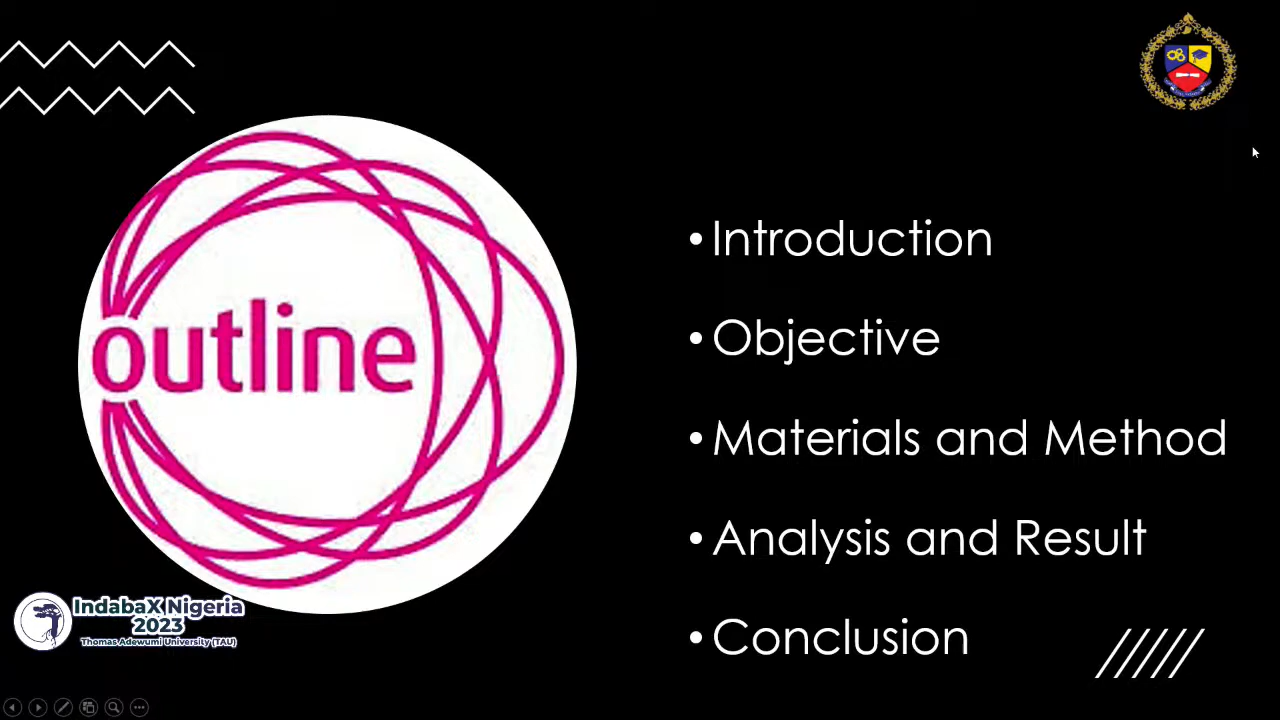 outline
• Introduction
• Objective
• Materials and Method
• Analysis and Result
• Conclusion
IndabaX Nigeria
2023
Thomas Adewumi University (TAU)